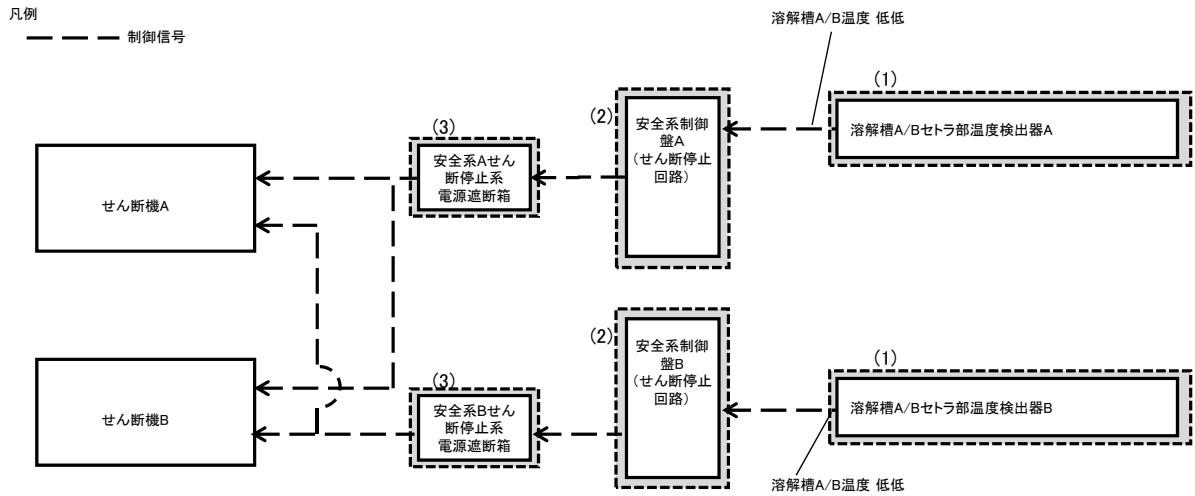 凡例
制御信号
溶解槽A/B温度 低低
(1)
溶解槽A/Bセトラ部温度検出器A
(2)
安全系制御
盤A
(せん断停止
回路)
(3)
安全系Aせん
断停止系
電源遮断箱
せん断機A
(1)
溶解槽A/Bセトラ部温度検出器B
溶解槽A/B温度 低低
(2)
安全系制御
盤B
(せん断停止
回路)
(3)
安全系Bせん
断停止系
電源遮断箱
せん断機B